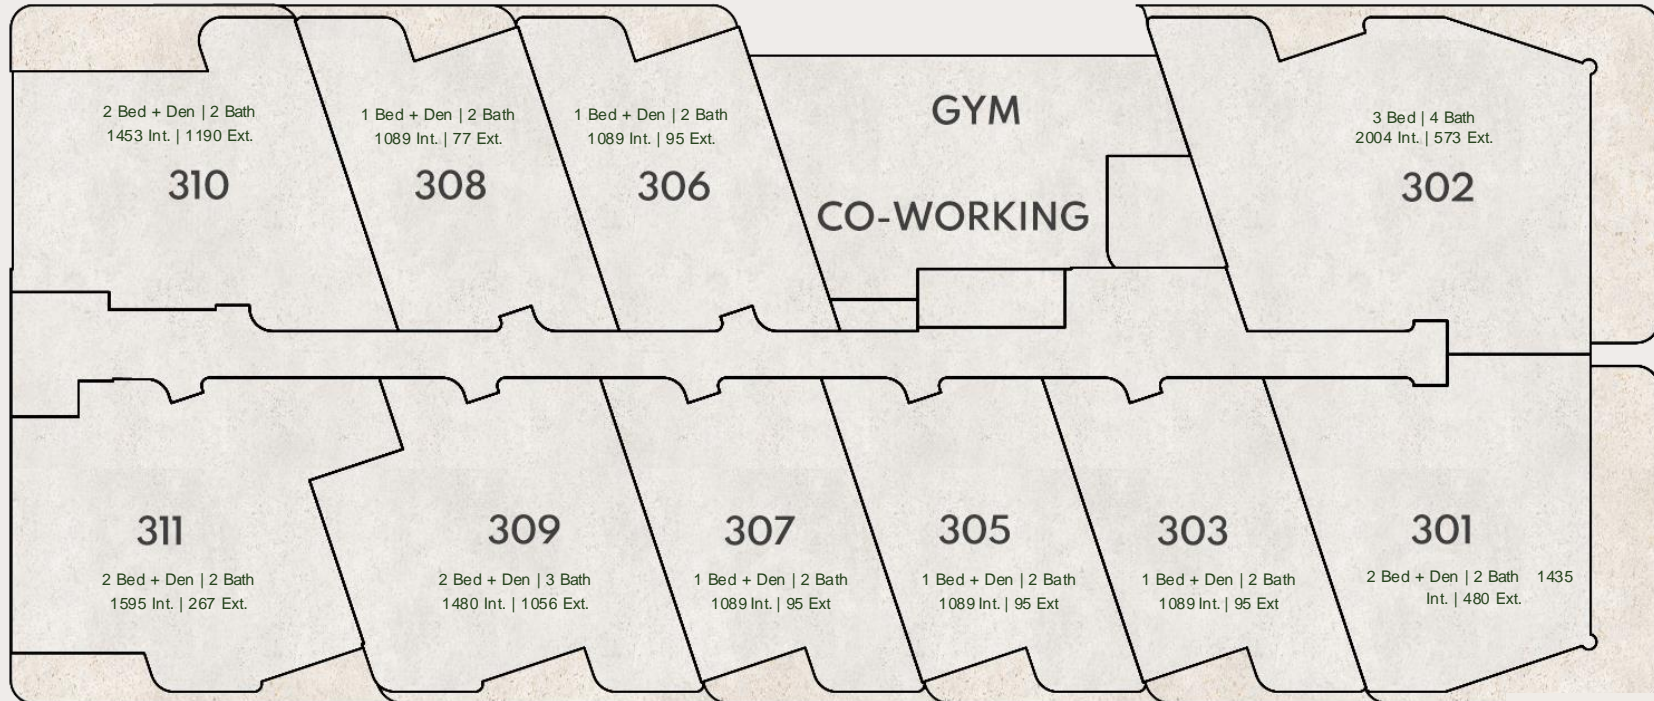 2 Bed + Den | 2 Bath
1453 Int. | 1190 Ext.
310
1 Bed + Den | 2 Bath
1089 Int. | 77 Ext.
308
1 Bed + Den | 2 Bath
1089 Int. | 95 Ext.
306
GYM
CO-WORKING
3 Bed | 4 Bath
2004 Int. | 573 Ext.
302
311
2 Bed + Den | 2 Bath
1595 Int. | 267 Ext.
309
2 Bed + Den | 3 Bath
1480 Int. | 1056 Ext.
307
1 Bed + Den | 2 Bath
1089 Int. | 95 Ext
305
1 Bed + Den | 2 Bath
1089 Int. | 95 Ext
303
1 Bed + Den | 2 Bath
1089 Int. | 95 Ext
301
2 Bed + Den | 2 Bath 1435
Int. | 480 Ext.